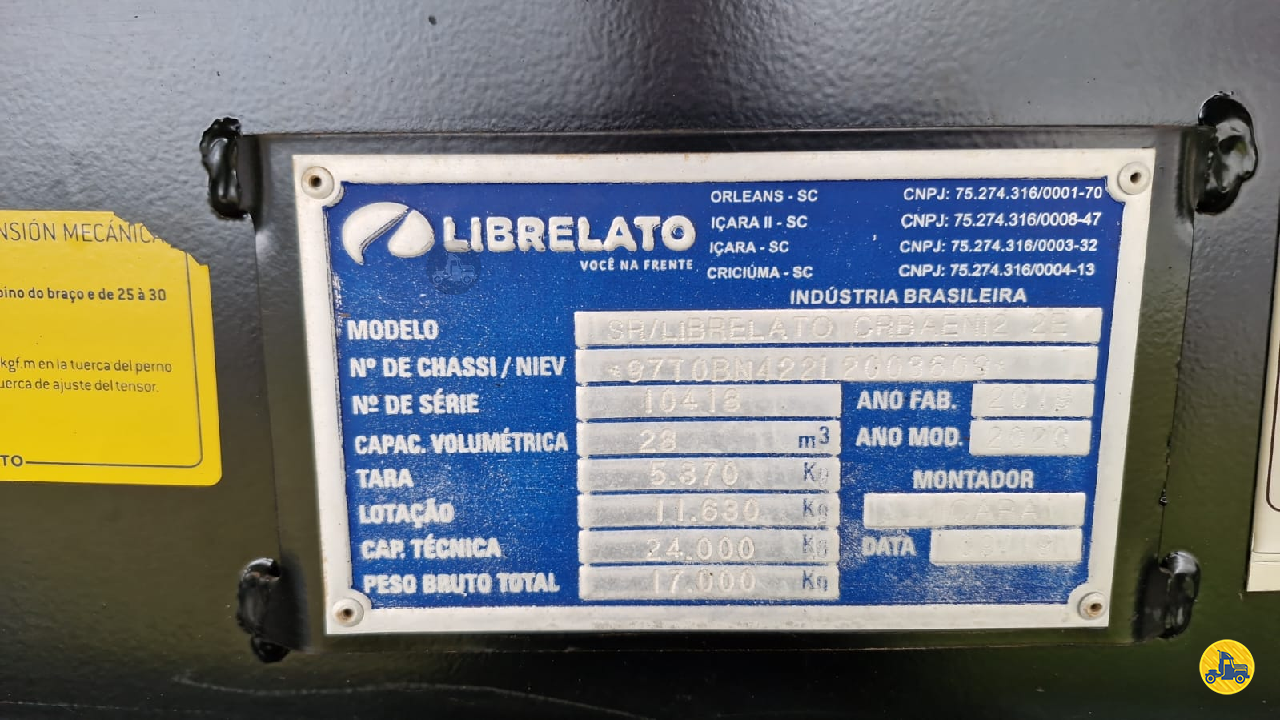 NSIÓN MECÁNICA
pino do braço e de 25 à 30
kgf.m en la tuerca del perno
uerca de ajuste del tensor.
TO
LIBRELATO
VOCÊ NA FRENTE
ORLEANS - SC CNPJ: 75.274.316/0001-70
IÇARA II - SC CNPJ: 75.274.316/0008-47
IÇARA - SC CNPJ: 75.274.316/0003-32
CRICIÚMA - SC CNPJ: 75.274.316/0004-13
INDÚSTRIA BRASILEIRA
MODELO SR/LIBRELATO CRBAEN12 2E
Nº DE CHASSI / NIEV
Nº DE SÉRIE 10418 ANO FAB. 2019
CAPAC. VOLUMÉTRICA 28 m³ ANO MOD. 2020
TARA 5.370 Kg MONTADOR
LOTAÇÃO 11.630 Kg
CAP. TÉCNICA 24.000 Kg DATA
PESO BRUTO TOTAL 17.000 Kg